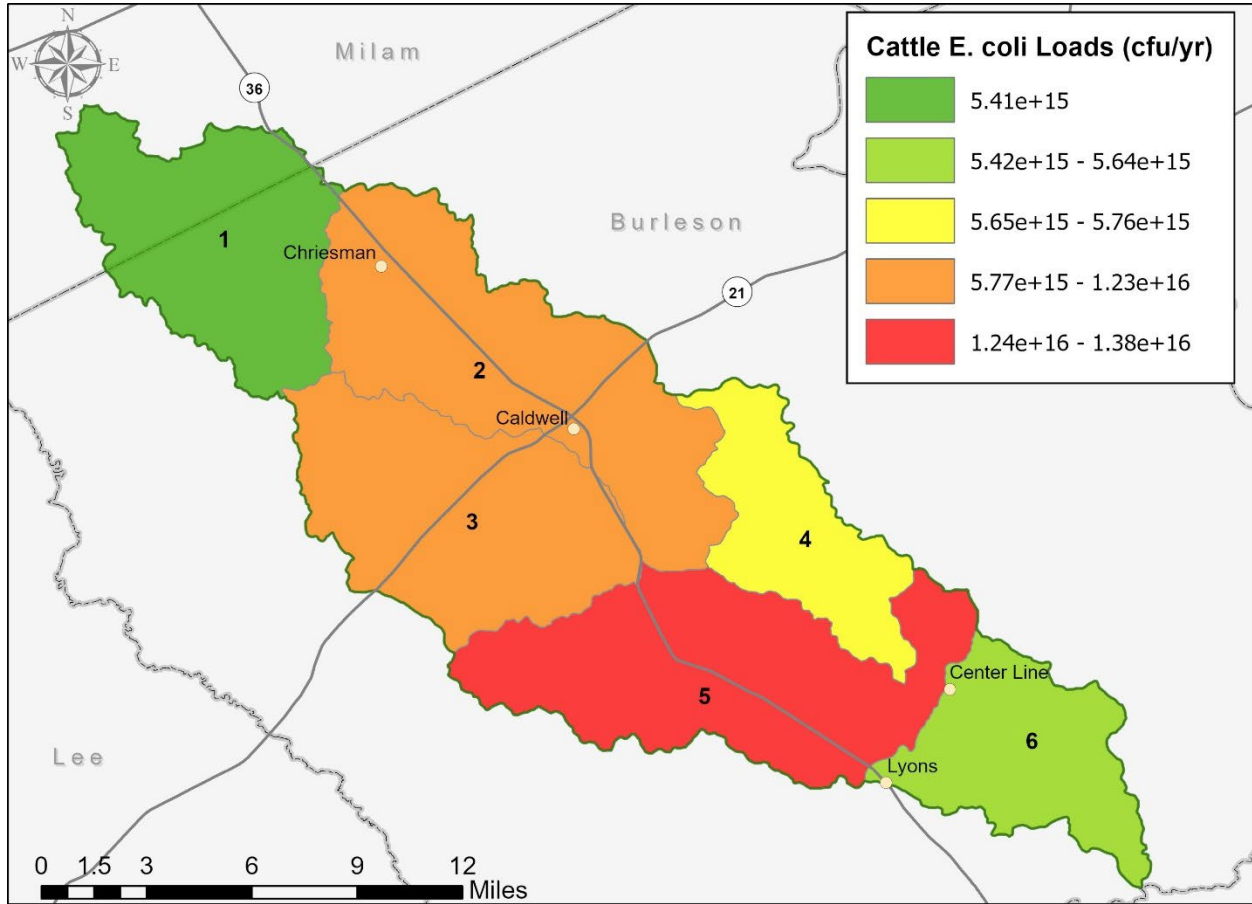 N
W E
S
Milam
36
Cattle E. coli Loads (cfu/yr)
5.41e+15
5.42e+15 - 5.64e+15
5.65e+15 - 5.76e+15
5.77e+15 - 1.23e+16
1.24e+16 - 1.38e+16
1
Burleson
Chriesman
21
2
Caldwell
3
4
Center Line
5
6
Lee
Lyons
0 1.5 3 6 9 12
Miles